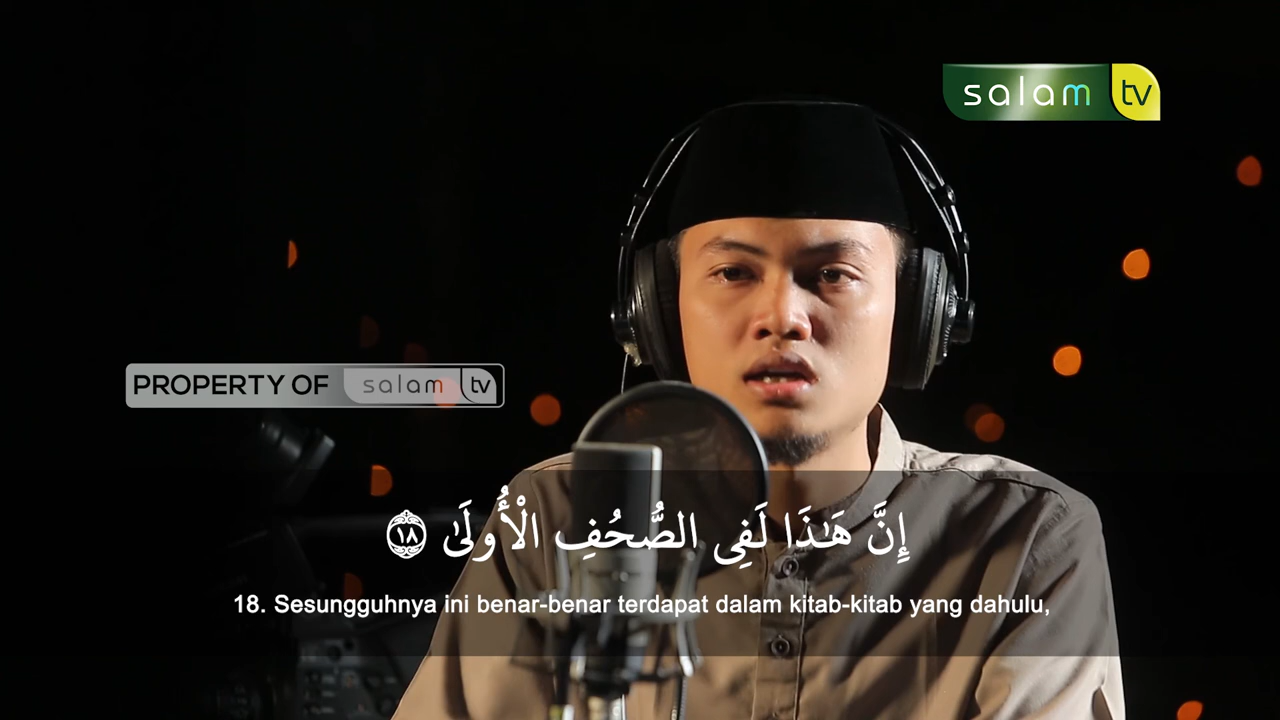 salam tv
PROPERTY OF salam tv
إِنَّ هَٰذَا لَفِي الصُّحُفِ الْأُولَىٰ ١٨
18. Sesungguhnya ini benar-benar terdapat dalam kitab-kitab yang dahulu,